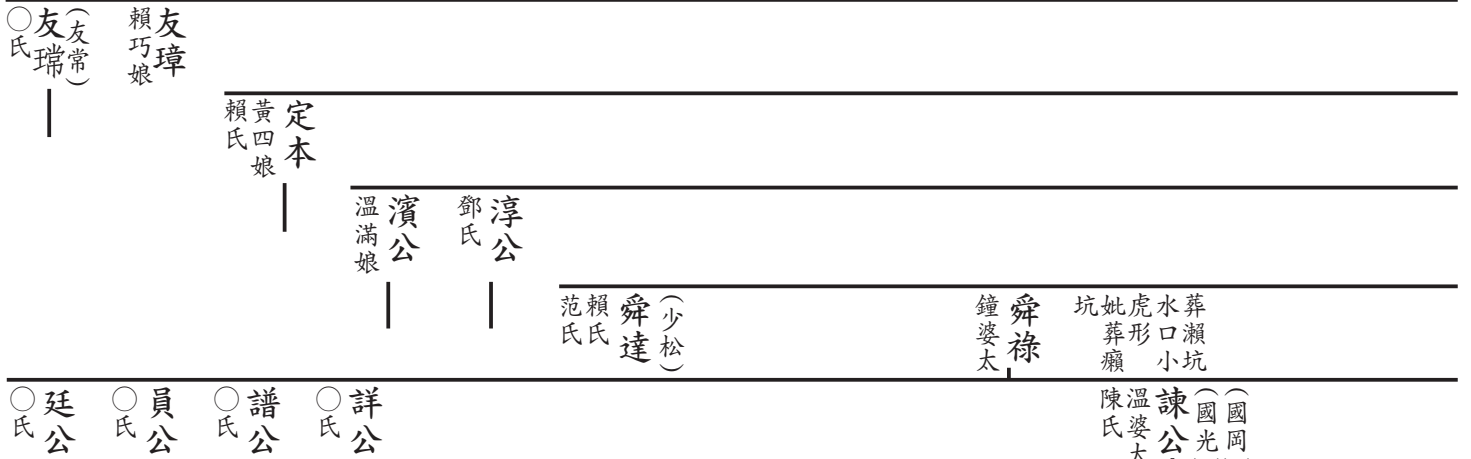 友璋
賴巧娘
(友常)
友瑺
○氏
定本
黃四娘
賴氏
淳公
鄧氏
濱公
溫滿娘
葬瀨坑
水口小
虎形
妣葬癩
坑
舜祿
鐘婆太
(少松)
舜達
賴氏
范氏
(國岡
(國光
諫公
溫婆太
陳氏
詳公
○氏
譜公
○氏
員公
○氏
廷公
○氏